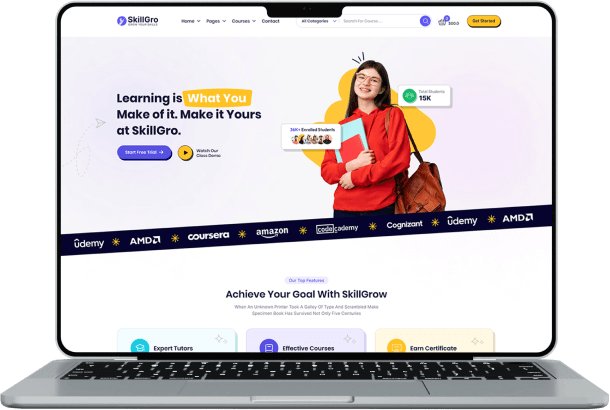 SkillGro
GROW YOUR SKILLS
Home Pages Courses Contact
All Categories
Search For Course . . .
0
$00.0
Get Started
Learning is What You
Make of it. Make it Yours
at SkillGro.
Start Free Trial →
Watch Our
Class Demo
Total Students
15K
36K+ Enrolled Students
ûdemy AMD coursera amazon codecademy Cognizant ûdemy AMD
Our Top Features
Achieve Your Goal With SkillGrow
When An Unknown Printer Took A Galley Of Type And Scrambled Make
Specimen Book Has Survived Not Only Five Centuries
Expert Tutors
Effective Courses
Earn Certificate